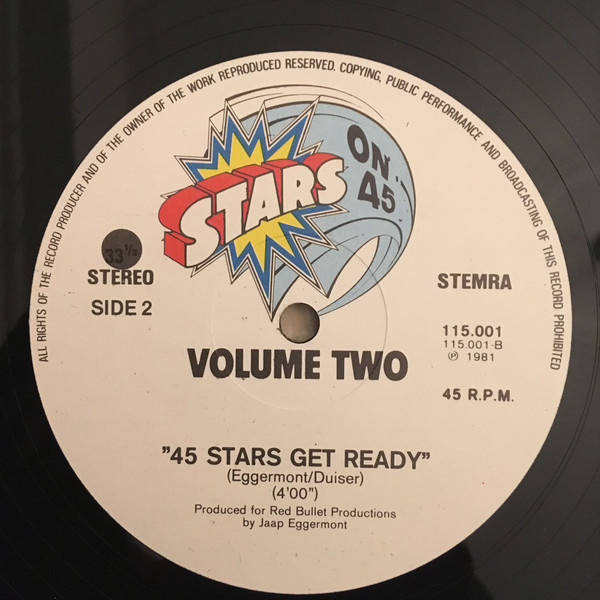 ALL RIGHTS OF THE RECORD PRODUCER AND OF THE OWNER OF THE WORK REPRODUCED RESERVED. COPYING, PUBLIC PERFORMANCE AND BROADCASTING OF THIS RECORD PROHIBITED
STARS
ON 45
33⅓
STEREO
SIDE 2
STEMRA
115.001
115.001-B
℗ 1981
45 R.P.M.
VOLUME TWO
"45 STARS GET READY"
(Eggermont/Duiser)
(4'00")
Produced for Red Bullet Productions
by Jaap Eggermont